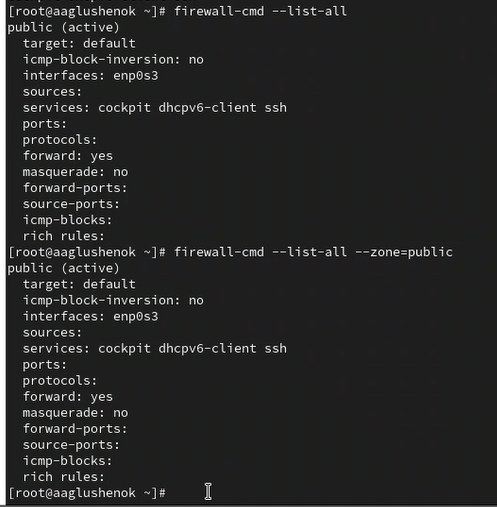 [root@aaglushenok ~]# firewall-cmd --list-all
public (active)
  target: default
  icmp-block-inversion: no
  interfaces: enp0s3
  sources:
  services: cockpit dhcpv6-client ssh
  ports:
  protocols:
  forward: yes
  masquerade: no
  forward-ports:
  source-ports:
  icmp-blocks:
  rich rules:
[root@aaglushenok ~]# firewall-cmd --list-all --zone=public
public (active)
  target: default
  icmp-block-inversion: no
  interfaces: enp0s3
  sources:
  services: cockpit dhcpv6-client ssh
  ports:
  protocols:
  forward: yes
  masquerade: no
  forward-ports:
  source-ports:
  icmp-blocks:
  rich rules:
[root@aaglushenok ~]#